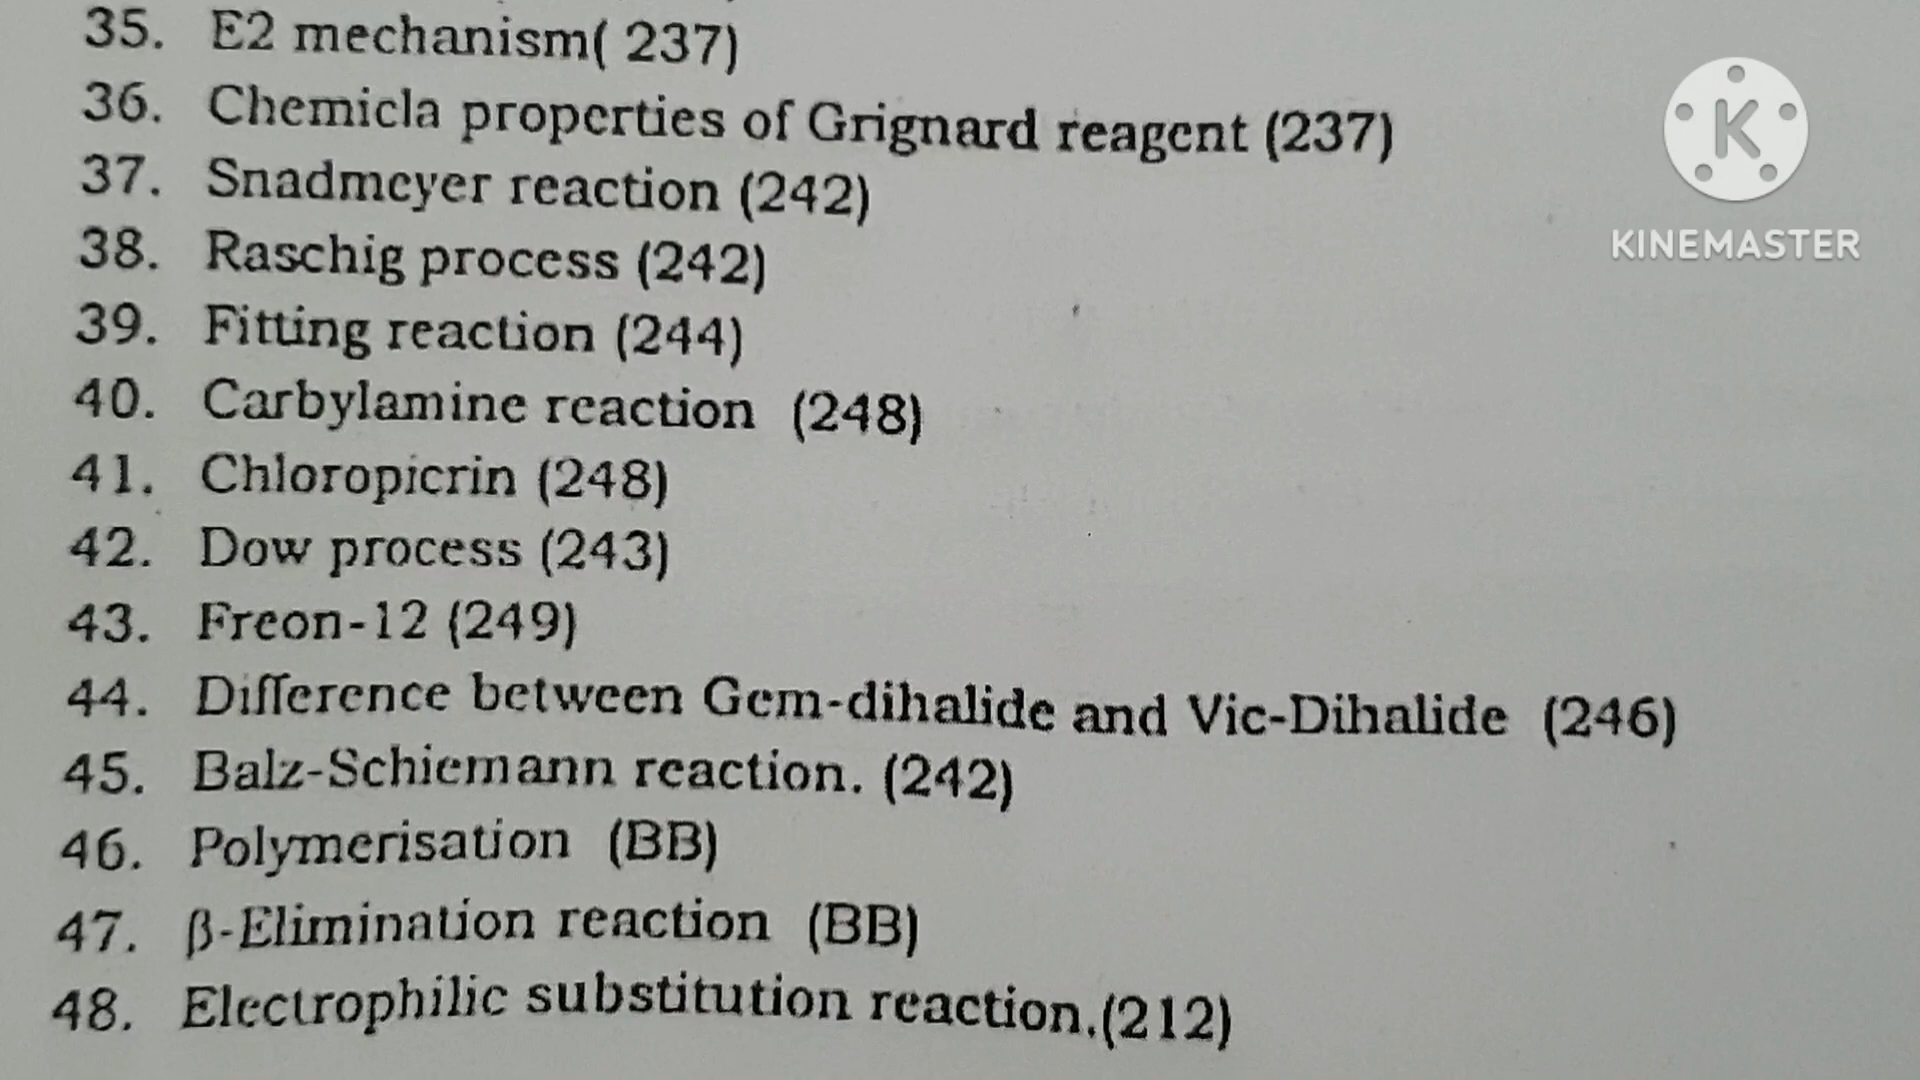 35. E2 mechanism( 237)
36. Chemicla properties of Grignard reagent (237)
37. Snadmeyer reaction (242)
38. Raschig process (242)
39. Fitting reaction (244)
40. Carbylamine reaction (248)
41. Chloropicrin (248)
42. Dow process (243)
43. Freon-12 (249)
44. Difference between Gem-dihalide and Vic-Dihalide (246)
45. Balz-Schiemann reaction. (242)
46. Polymerisation (BB)
47. β-Elimination reaction (BB)
48. Electrophilic substitution reaction.(212)
K
KINEMASTER